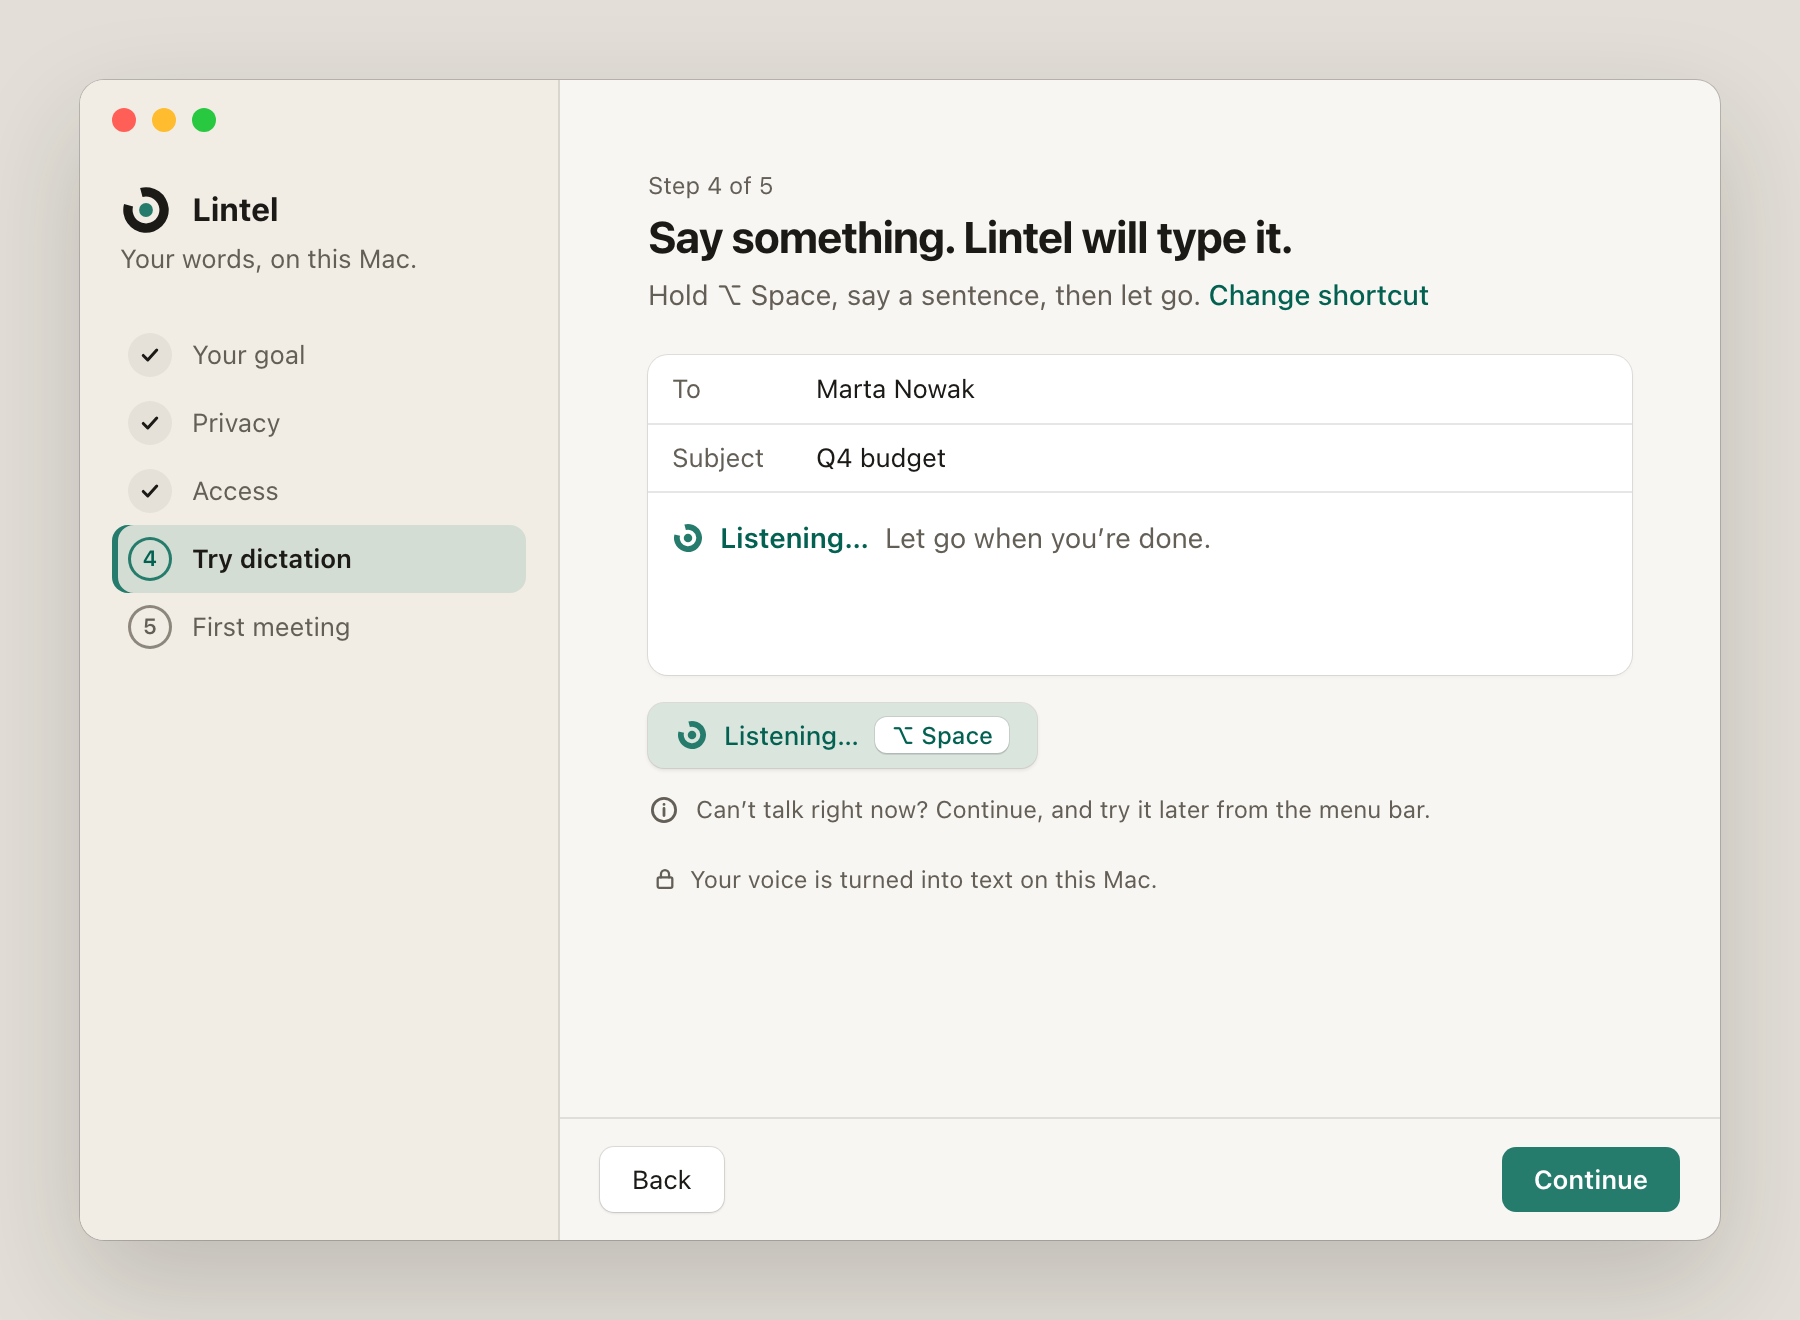 Lintel
Your words, on this Mac.
Your goal
Privacy
Access
4 Try dictation
5 First meeting
Step 4 of 5
Say something. Lintel will type it.
Hold ⌥ Space, say a sentence, then let go. Change shortcut
To Marta Nowak
Subject Q4 budget
Listening... Let go when you’re done.
Listening... ⌥ Space
Can’t talk right now? Continue, and try it later from the menu bar.
Your voice is turned into text on this Mac.
Back Continue